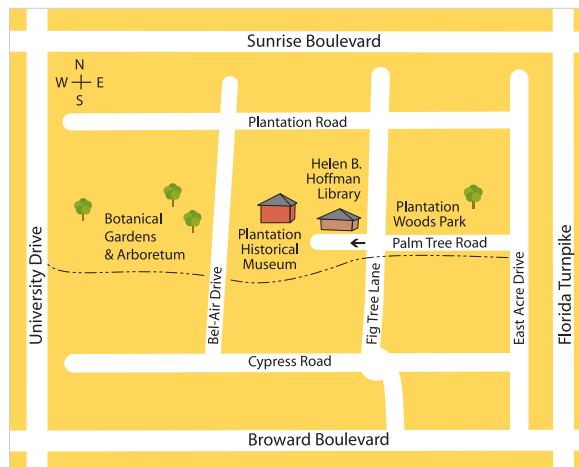 Sunrise Boulevard
N
W E
S
Plantation Road
Helen B.
Hoffman
Library
Plantation
Woods Park
Botanical
Gardens
& Arboretum
Plantation
Historical
Museum
Palm Tree Road
University Drive
Bel-Air Drive
Fig Tree Lane
East Acre Drive
Florida Turnpike
Cypress Road
Broward Boulevard